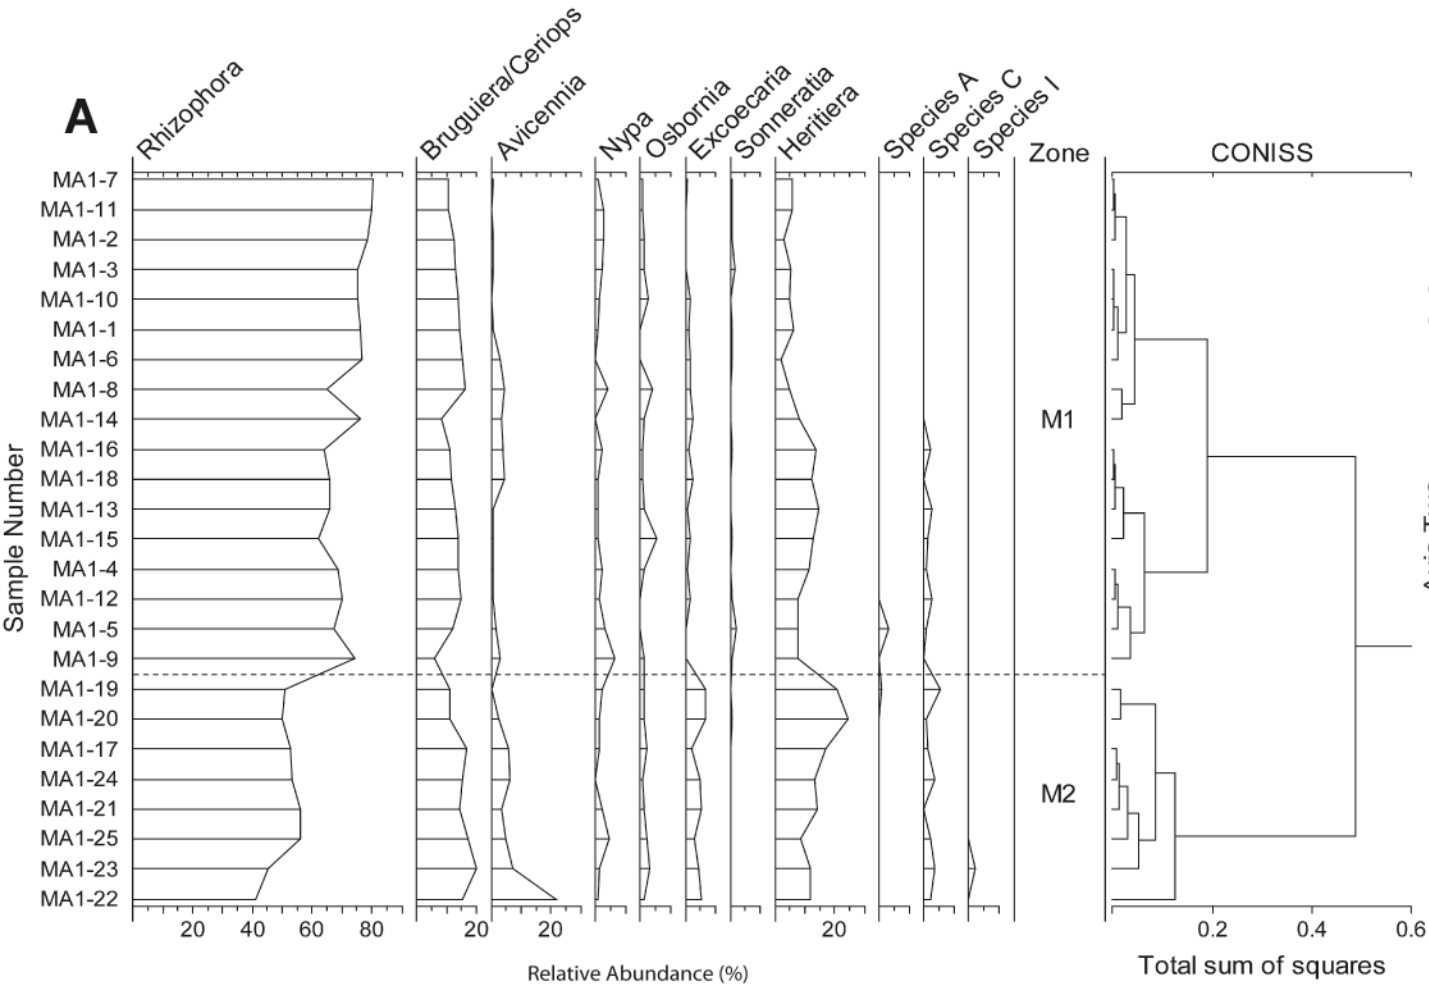 A
Rhizophora
Bruguiera/Ceriops
Avicennia
Nypa
Osbornia
Excoecaria
Sonneratia
Heritiera
Species A
Species C
Species I
Zone
CONISS
Sample Number
MA1-7
MA1-11
MA1-2
MA1-3
MA1-10
MA1-1
MA1-6
MA1-8
MA1-14
MA1-16
MA1-18
MA1-13
MA1-15
MA1-4
MA1-12
MA1-5
MA1-9
MA1-19
MA1-20
MA1-17
MA1-24
MA1-21
MA1-25
MA1-23
MA1-22
M1
M2
20 40 60 80 20 20 20 0.2 0.4 0.6
Relative Abundance (%)
Total sum of squares